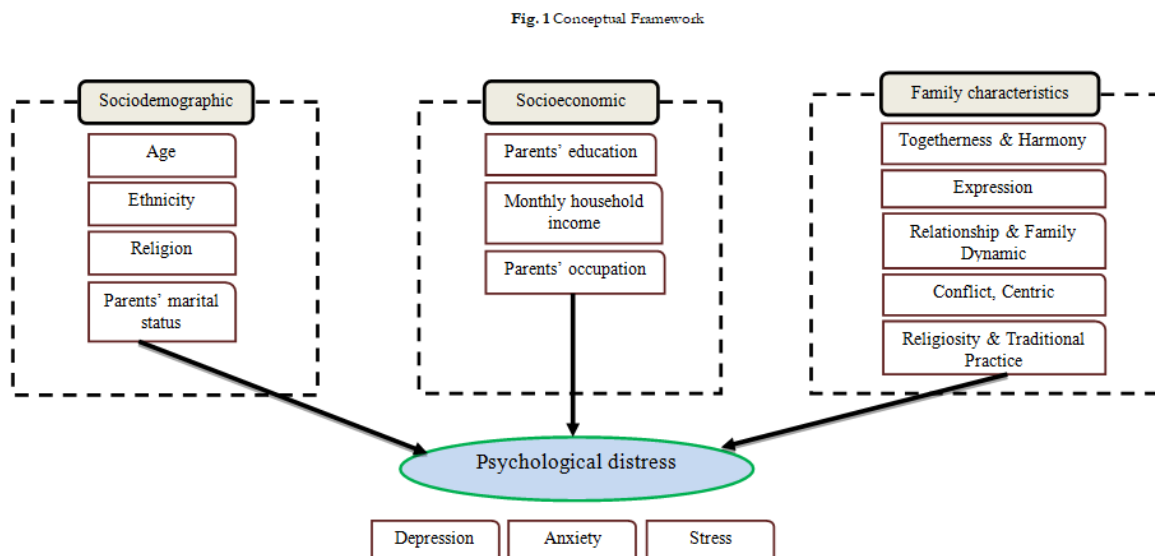 Fig. 1 Conceptual Framework
Sociodemographic
Age
Ethnicity
Religion
Parents’ marital
status
Socioeconomic
Parents’ education
Monthly household
income
Parents’ occupation
Family characteristics
Togetherness & Harmony
Expression
Relationship & Family
Dynamic
Conflict, Centric
Religiosity & Traditional
Practice
Psychological distress
Depression
Anxiety
Stress